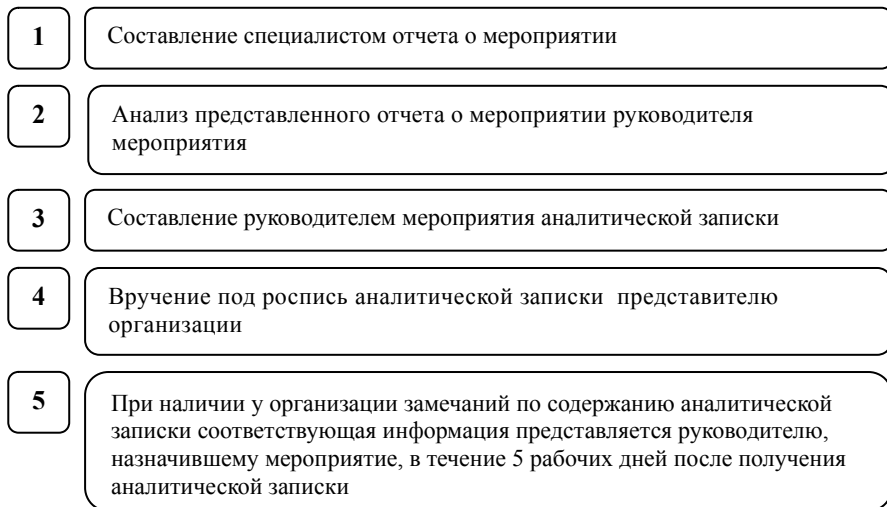 1
Составление специалистом отчета о мероприятии
2
Анализ представленного отчета о мероприятии руководителя
мероприятия
3
Составление руководителем мероприятия аналитической записки
4
Вручение под роспись аналитической записки представителю
организации
5
При наличии у организации замечаний по содержанию аналитической
записки соответствующая информация представляется руководителю,
назначившему мероприятие, в течение 5 рабочих дней после получения
аналитической записки